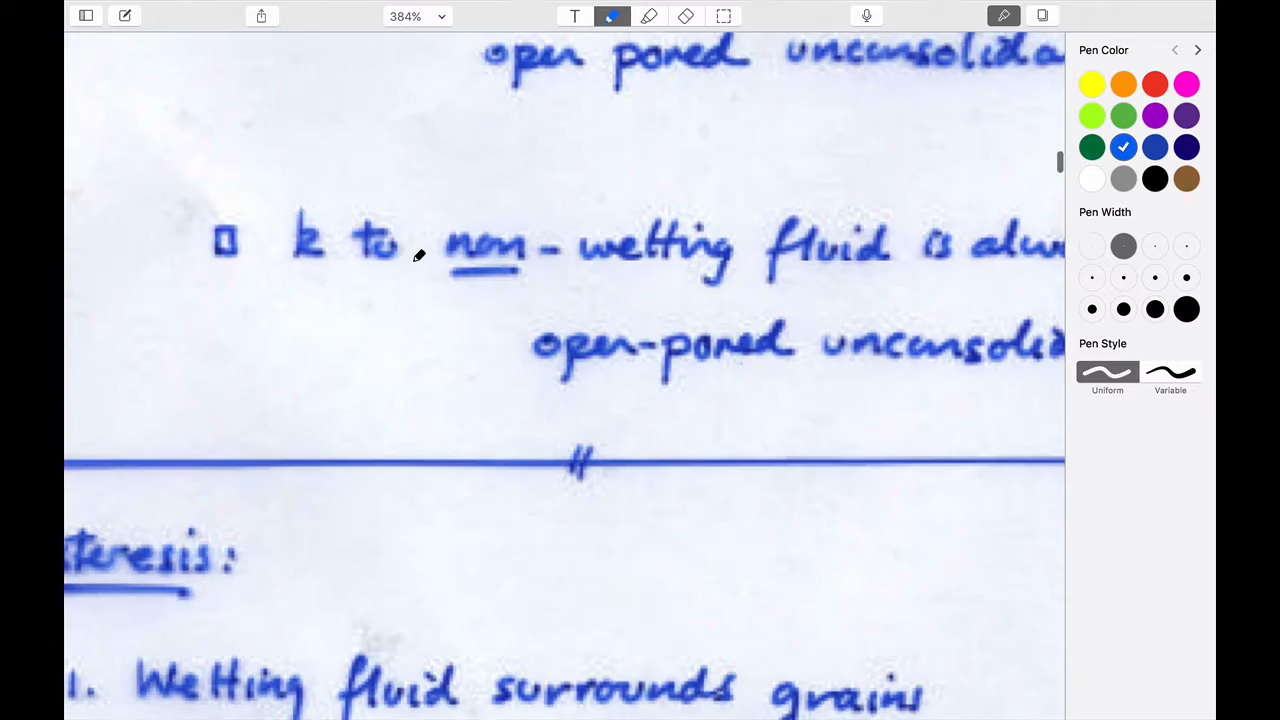 384%
T
open pored unconsolida
k to non-wetting fluid is alw
open-pored unconsolid
steresis:
1. Wetting fluid surrounds grains
Pen Color
Pen Width
Pen Style
Uniform
Variable